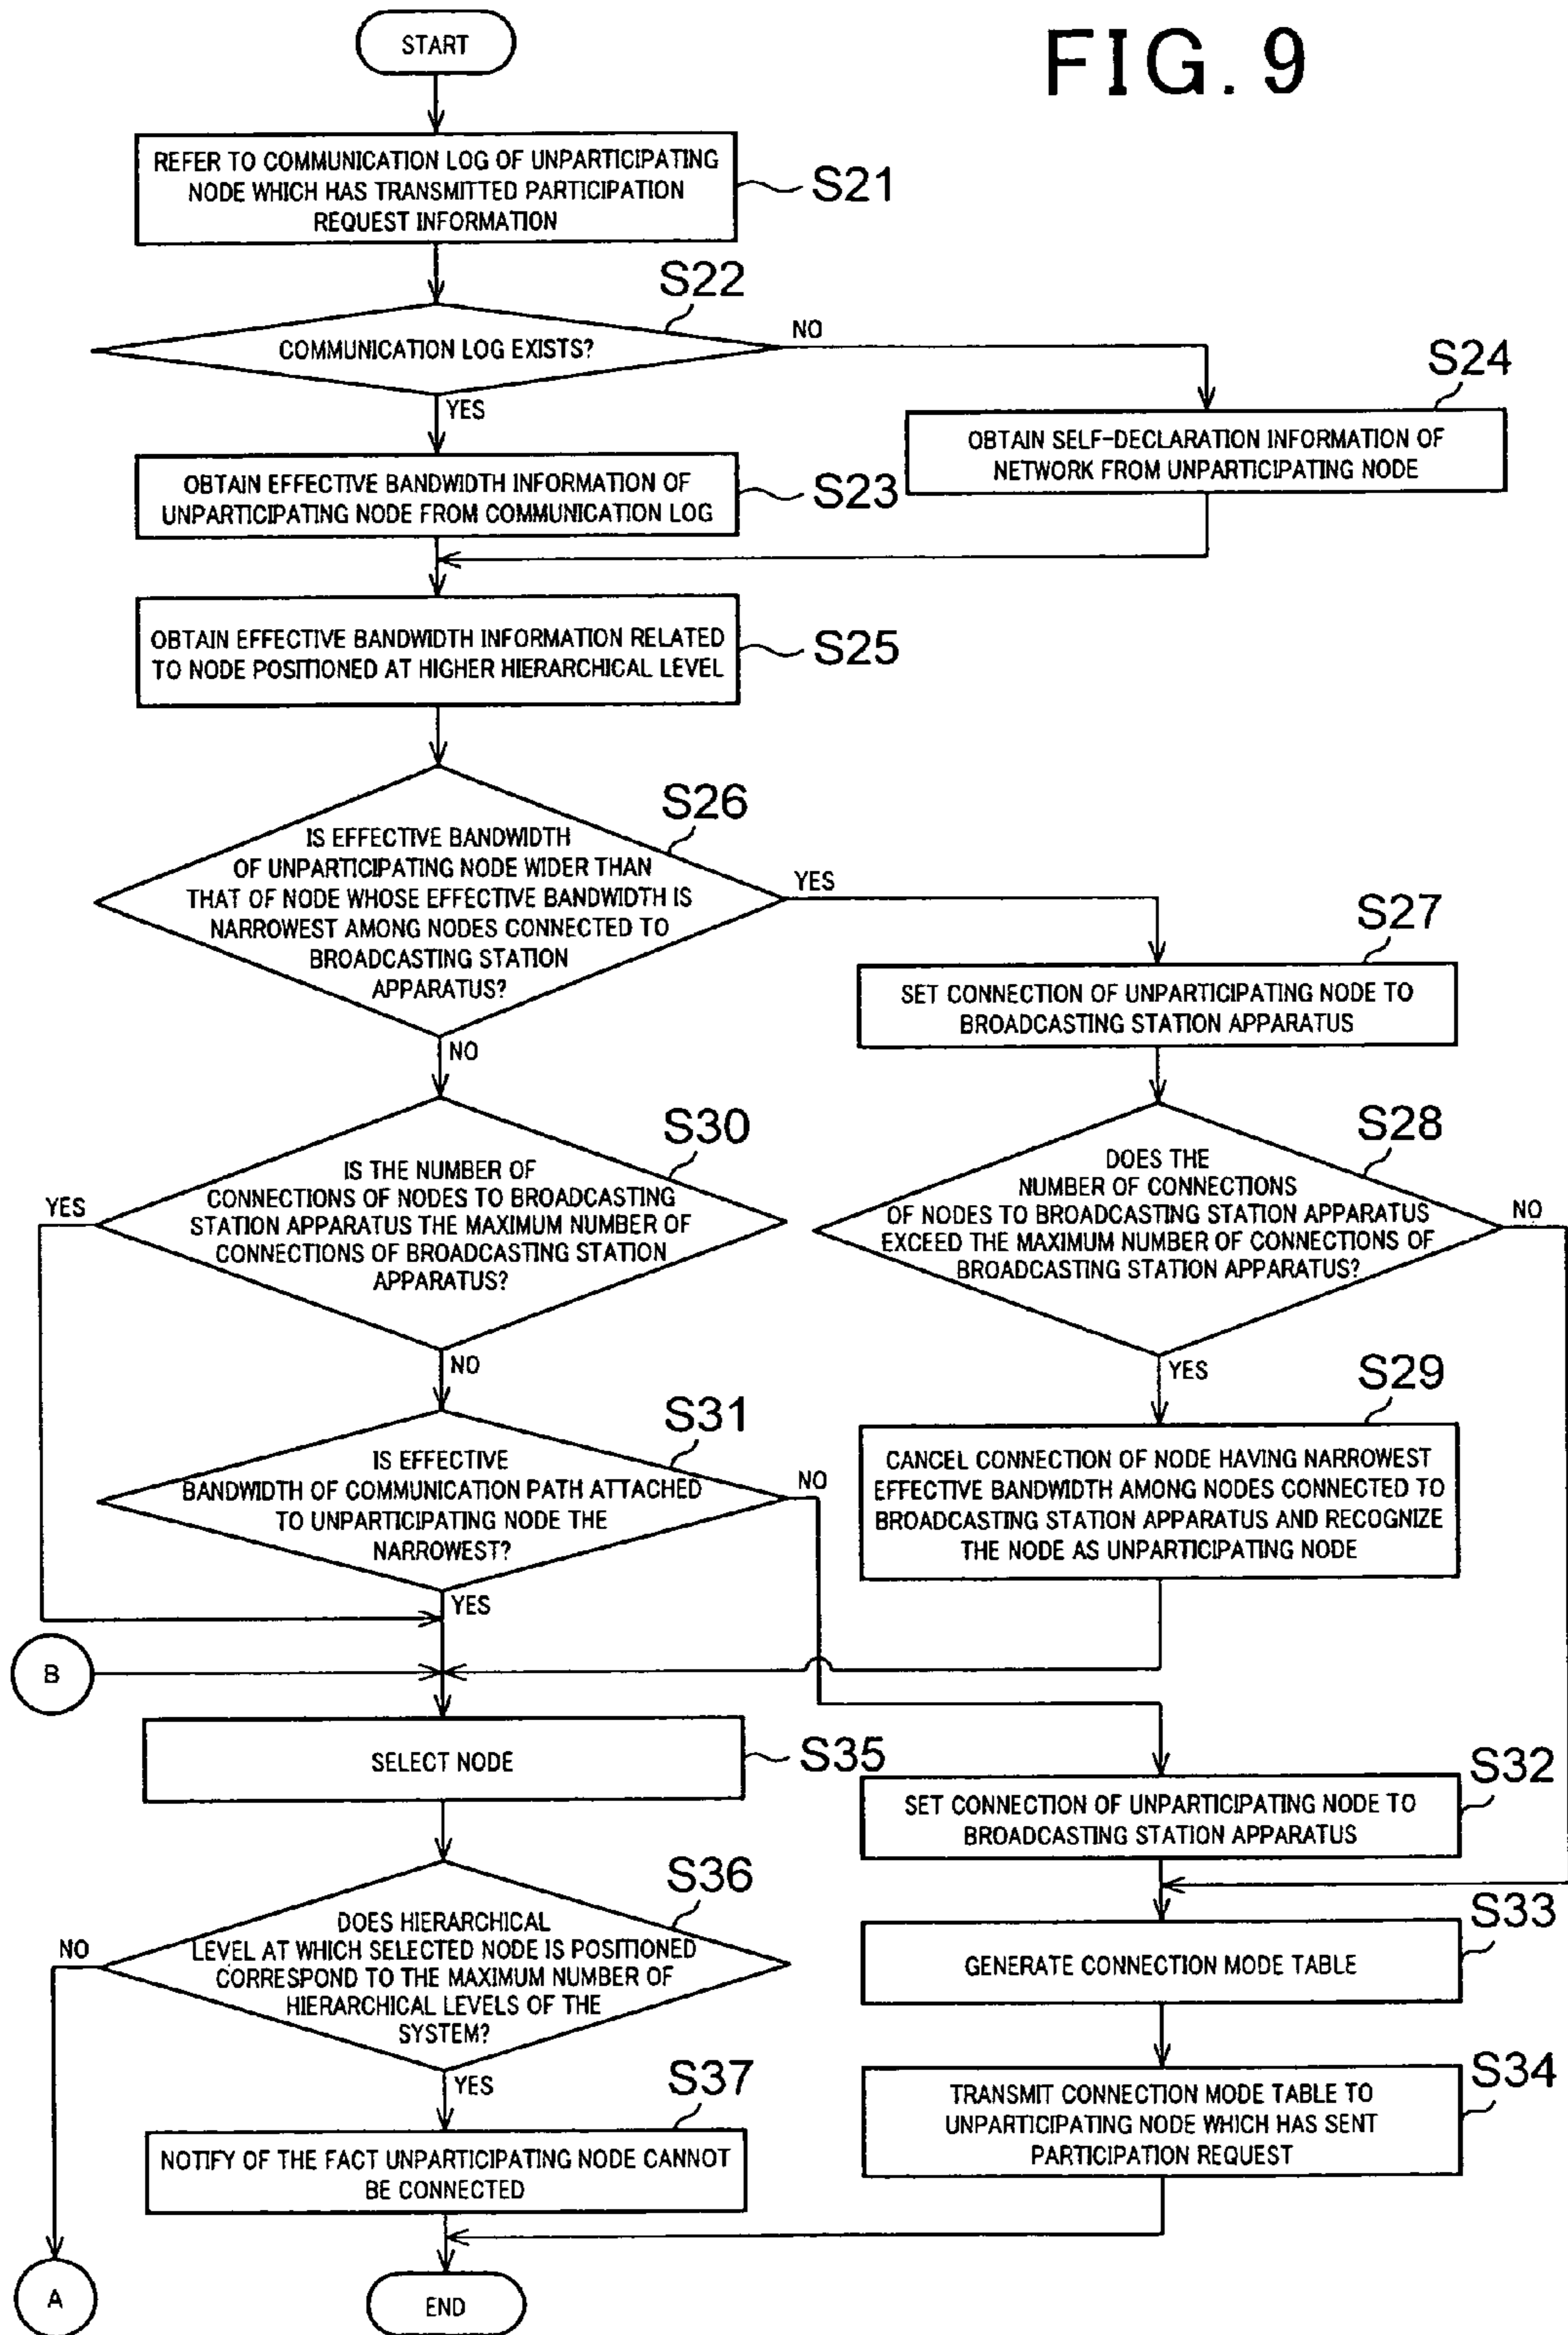 FIG. 9
START
REFER TO COMMUNICATION LOG OF UNPARTICIPATING
NODE WHICH HAS TRANSMITTED PARTICIPATION
REQUEST INFORMATION
S21
S22
COMMUNICATION LOG EXISTS?
NO
YES
S24
OBTAIN SELF-DECLARATION INFORMATION OF
NETWORK FROM UNPARTICIPATING NODE
OBTAIN EFFECTIVE BANDWIDTH INFORMATION OF
UNPARTICIPATING NODE FROM COMMUNICATION LOG
S23
OBTAIN EFFECTIVE BANDWIDTH INFORMATION RELATED
TO NODE POSITIONED AT HIGHER HIERARCHICAL LEVEL
S25
S26
IS EFFECTIVE BANDWIDTH
OF UNPARTICIPATING NODE WIDER THAN
THAT OF NODE WHOSE EFFECTIVE BANDWIDTH IS
NARROWEST AMONG NODES CONNECTED TO
BROADCASTING STATION
APPARATUS?
YES
NO
S27
SET CONNECTION OF UNPARTICIPATING NODE TO
BROADCASTING STATION APPARATUS
S30
IS THE NUMBER OF
CONNECTIONS OF NODES TO BROADCASTING
STATION APPARATUS THE MAXIMUM NUMBER OF
CONNECTIONS OF BROADCASTING STATION
APPARATUS?
YES
NO
S28
DOES THE
NUMBER OF CONNECTIONS
OF NODES TO BROADCASTING STATION APPARATUS
EXCEED THE MAXIMUM NUMBER OF CONNECTIONS OF
BROADCASTING STATION APPARATUS?
NO
YES
S31
IS EFFECTIVE
BANDWIDTH OF COMMUNICATION PATH ATTACHED
TO UNPARTICIPATING NODE THE
NARROWEST?
NO
YES
S29
CANCEL CONNECTION OF NODE HAVING NARROWEST
EFFECTIVE BANDWIDTH AMONG NODES CONNECTED TO
BROADCASTING STATION APPARATUS AND RECOGNIZE
THE NODE AS UNPARTICIPATING NODE
B
SELECT NODE
S35
S32
SET CONNECTION OF UNPARTICIPATING NODE TO
BROADCASTING STATION APPARATUS
S36
DOES HIERARCHICAL
LEVEL AT WHICH SELECTED NODE IS POSITIONED
CORRESPOND TO THE MAXIMUM NUMBER OF
HIERARCHICAL LEVELS OF THE
SYSTEM?
NO
YES
S33
GENERATE CONNECTION MODE TABLE
S37
NOTIFY OF THE FACT UNPARTICIPATING NODE CANNOT
BE CONNECTED
S34
TRANSMIT CONNECTION MODE TABLE TO
UNPARTICIPATING NODE WHICH HAS SENT
PARTICIPATION REQUEST
A
END